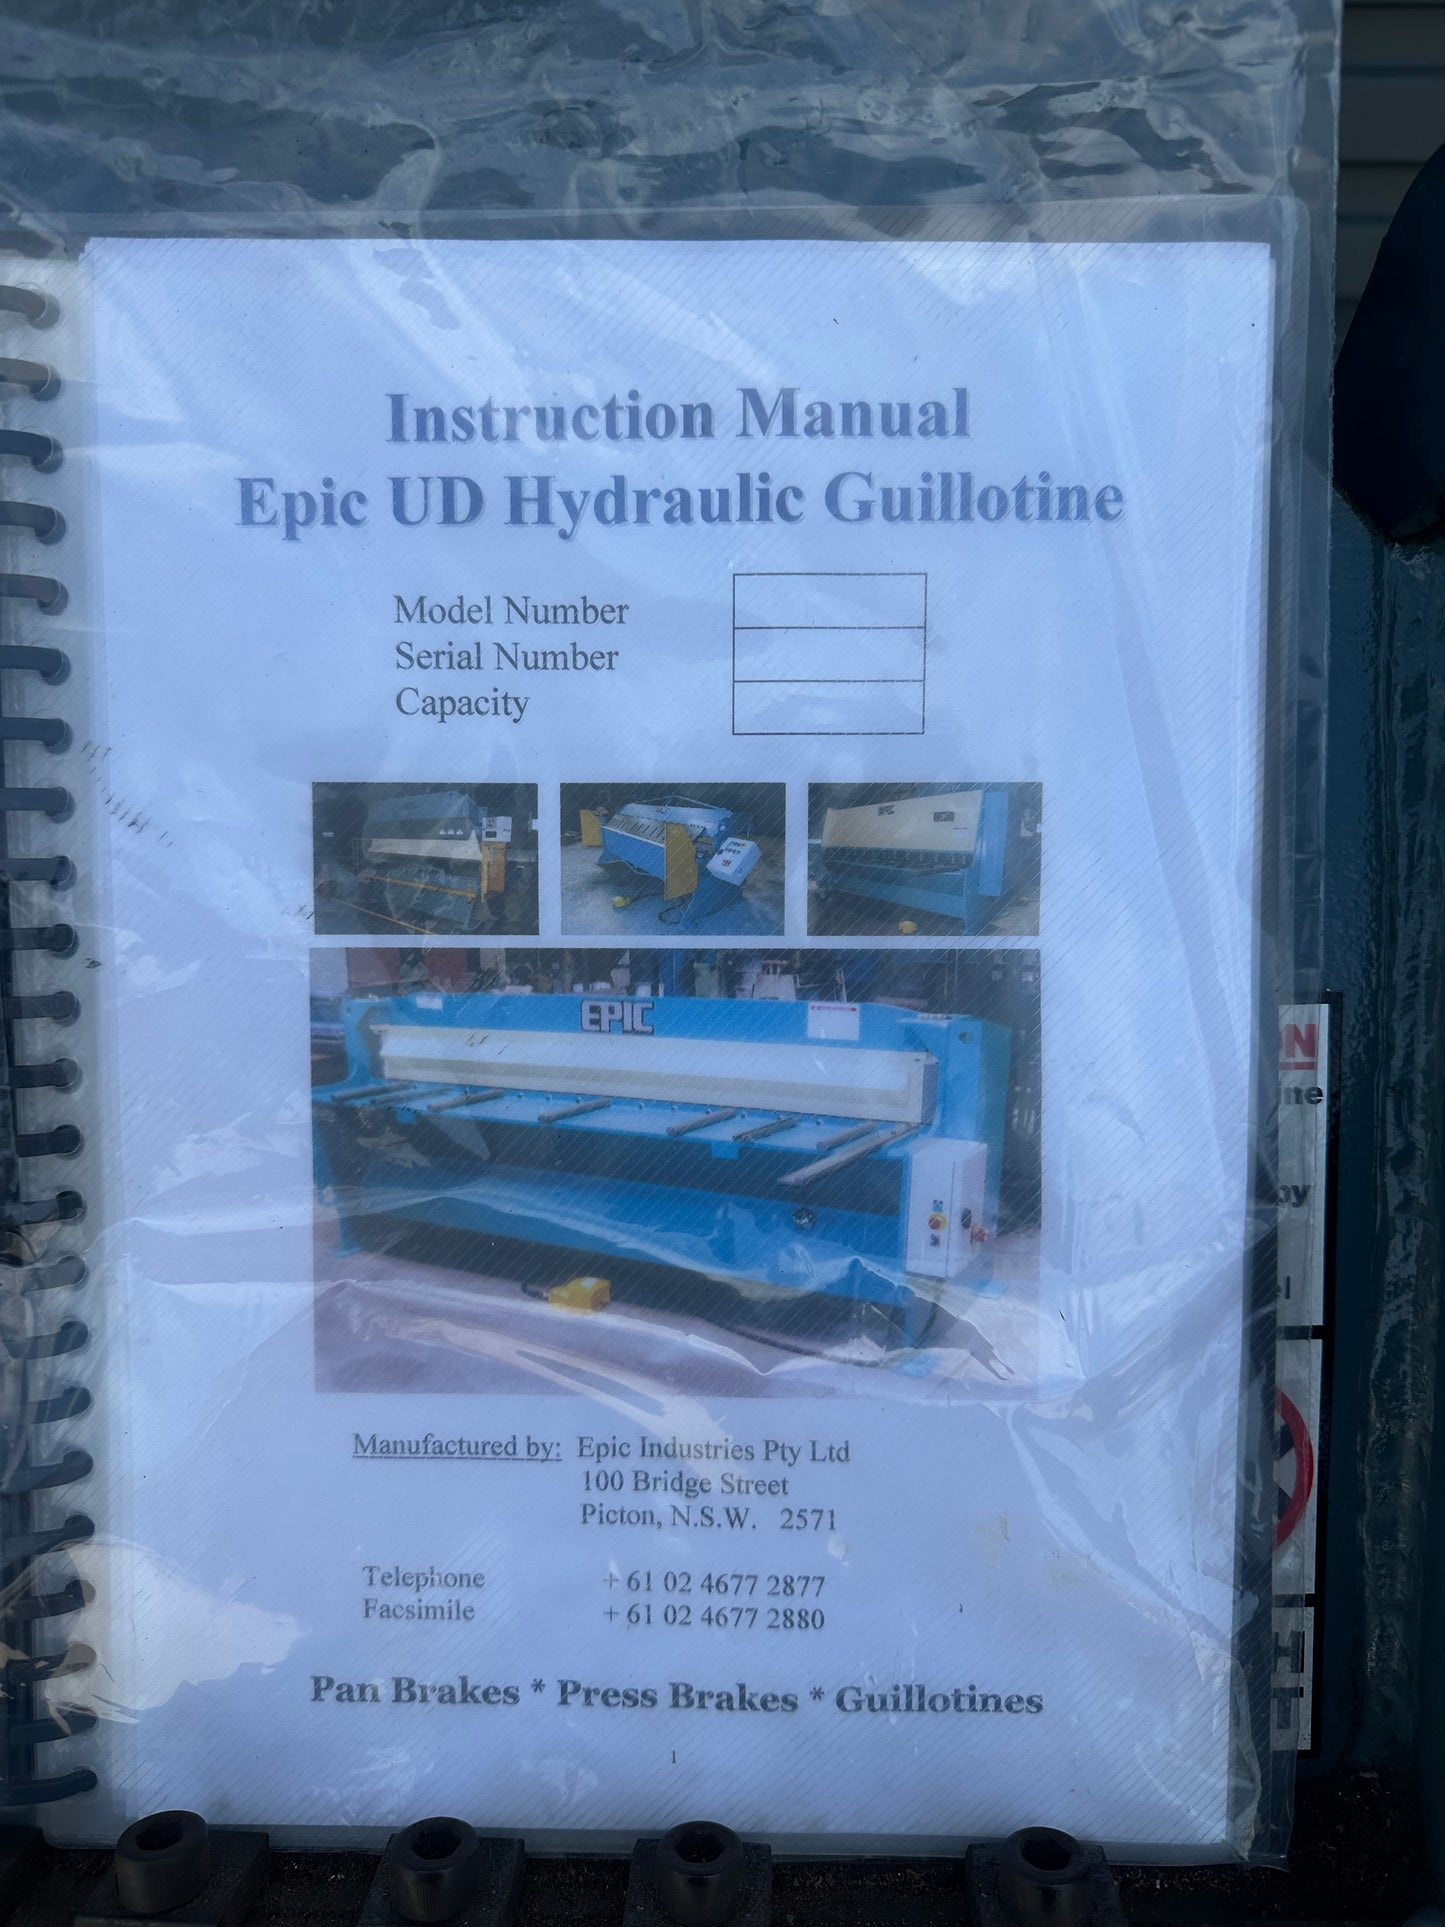 Instruction Manual
Epic UD Hydraulic Guillotine
Model Number
Serial Number
Capacity
EPIC
EPIC
Manufactured by: Epic Industries Pty Ltd
100 Bridge Street
Picton, N.S.W. 2571
Telephone + 61 02 4677 2877
Facsimile + 61 02 4677 2880
Pan Brakes * Press Brakes * Guillotines
1